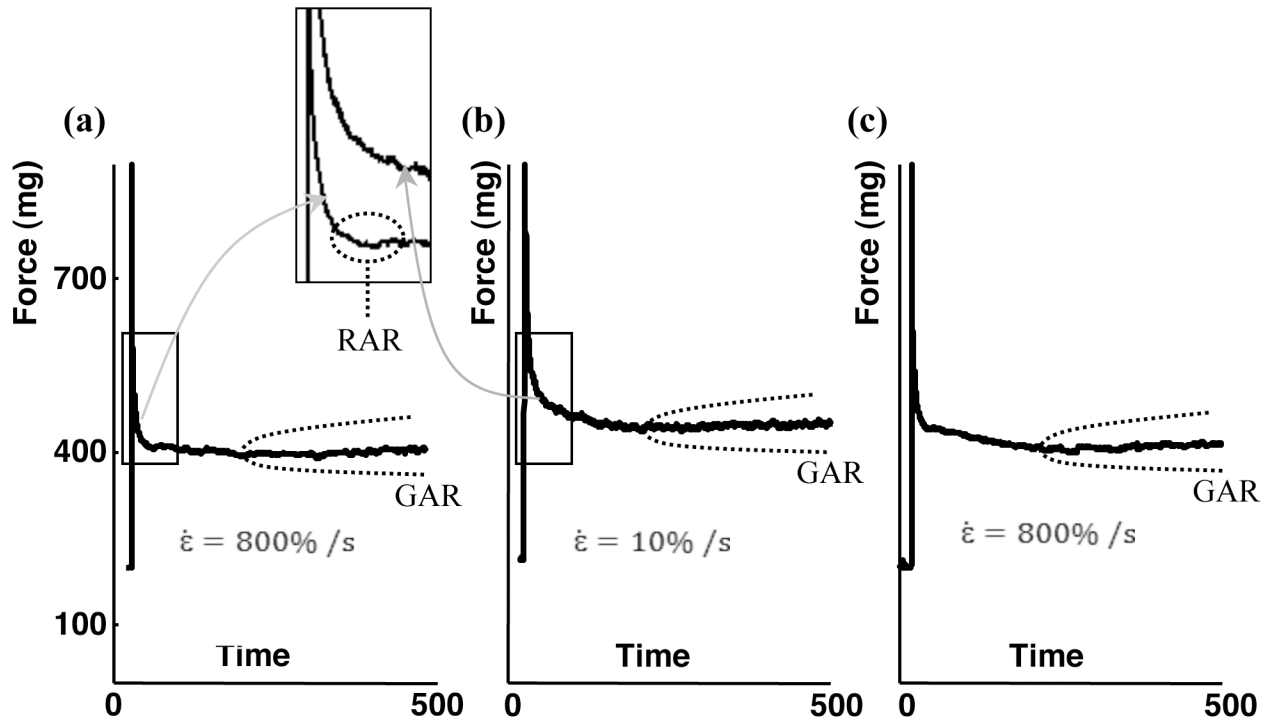 (a)
(b)
(c)
Force (mg)
Force (mg)
Force (mg)
700
400
100
RAR
GAR
GAR
GAR
ε̇ = 800% /s
ε̇ = 10% /s
ε̇ = 800% /s
Time
Time
Time
0
500
0
500
0
500